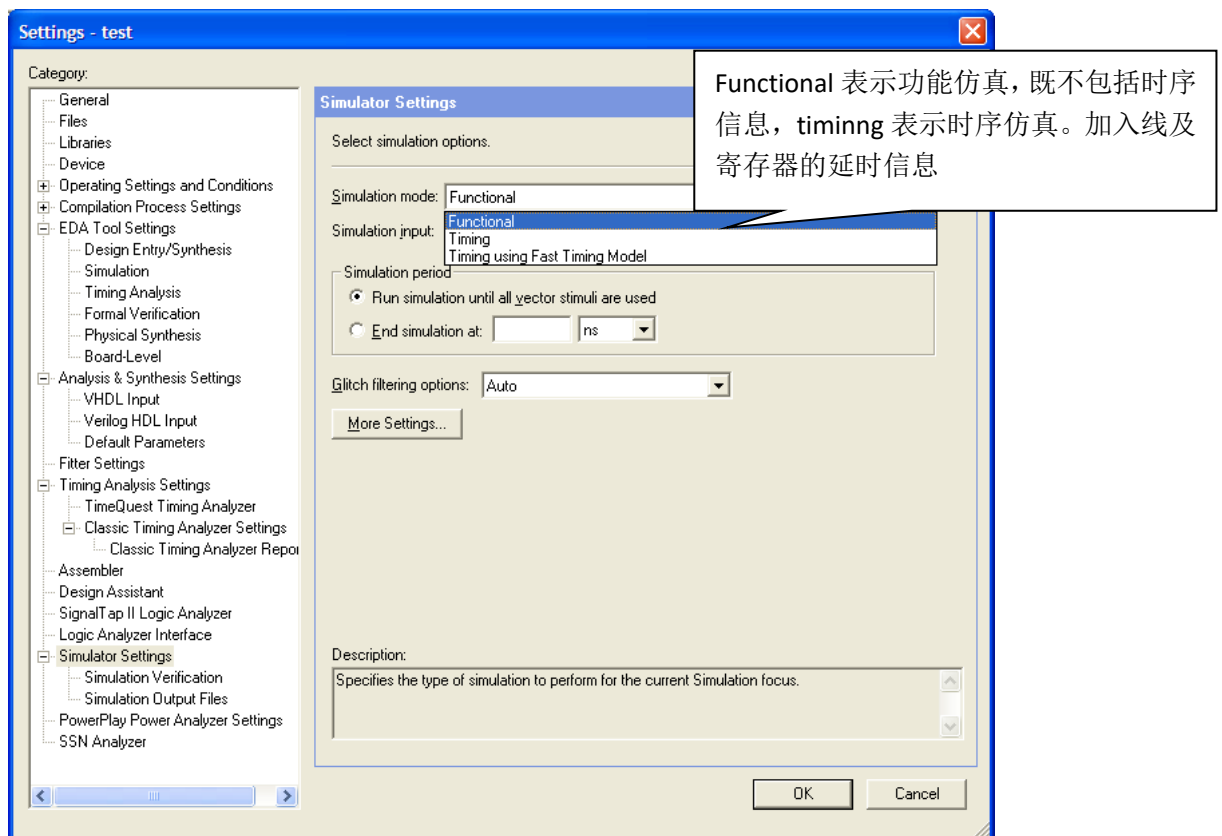 Settings - test
Category:
General
Files
Libraries
Device
Operating Settings and Conditions
Compilation Process Settings
EDA Tool Settings
Design Entry/Synthesis
Simulation
Timing Analysis
Formal Verification
Physical Synthesis
Board-Level
Analysis & Synthesis Settings
VHDL Input
Verilog HDL Input
Default Parameters
Fitter Settings
Timing Analysis Settings
TimeQuest Timing Analyzer
Classic Timing Analyzer Settings
Classic Timing Analyzer Repor
Assembler
Design Assistant
SignalTap II Logic Analyzer
Logic Analyzer Interface
Simulator Settings
Simulation Verification
Simulation Output Files
PowerPlay Power Analyzer Settings
SSN Analyzer
Simulator Settings
Select simulation options.
Simulation mode: Functional
Functional
Simulation input:
Timing
Timing using Fast Timing Model
Simulation period
Run simulation until all vector stimuli are used
End simulation at: ns
Glitch filtering options: Auto
More Settings...
Description:
Specifies the type of simulation to perform for the current Simulation focus.
OK Cancel
Functional 表示功能仿真，既不包括时序
信息，timinng 表示时序仿真。加入线及
寄存器的延时信息